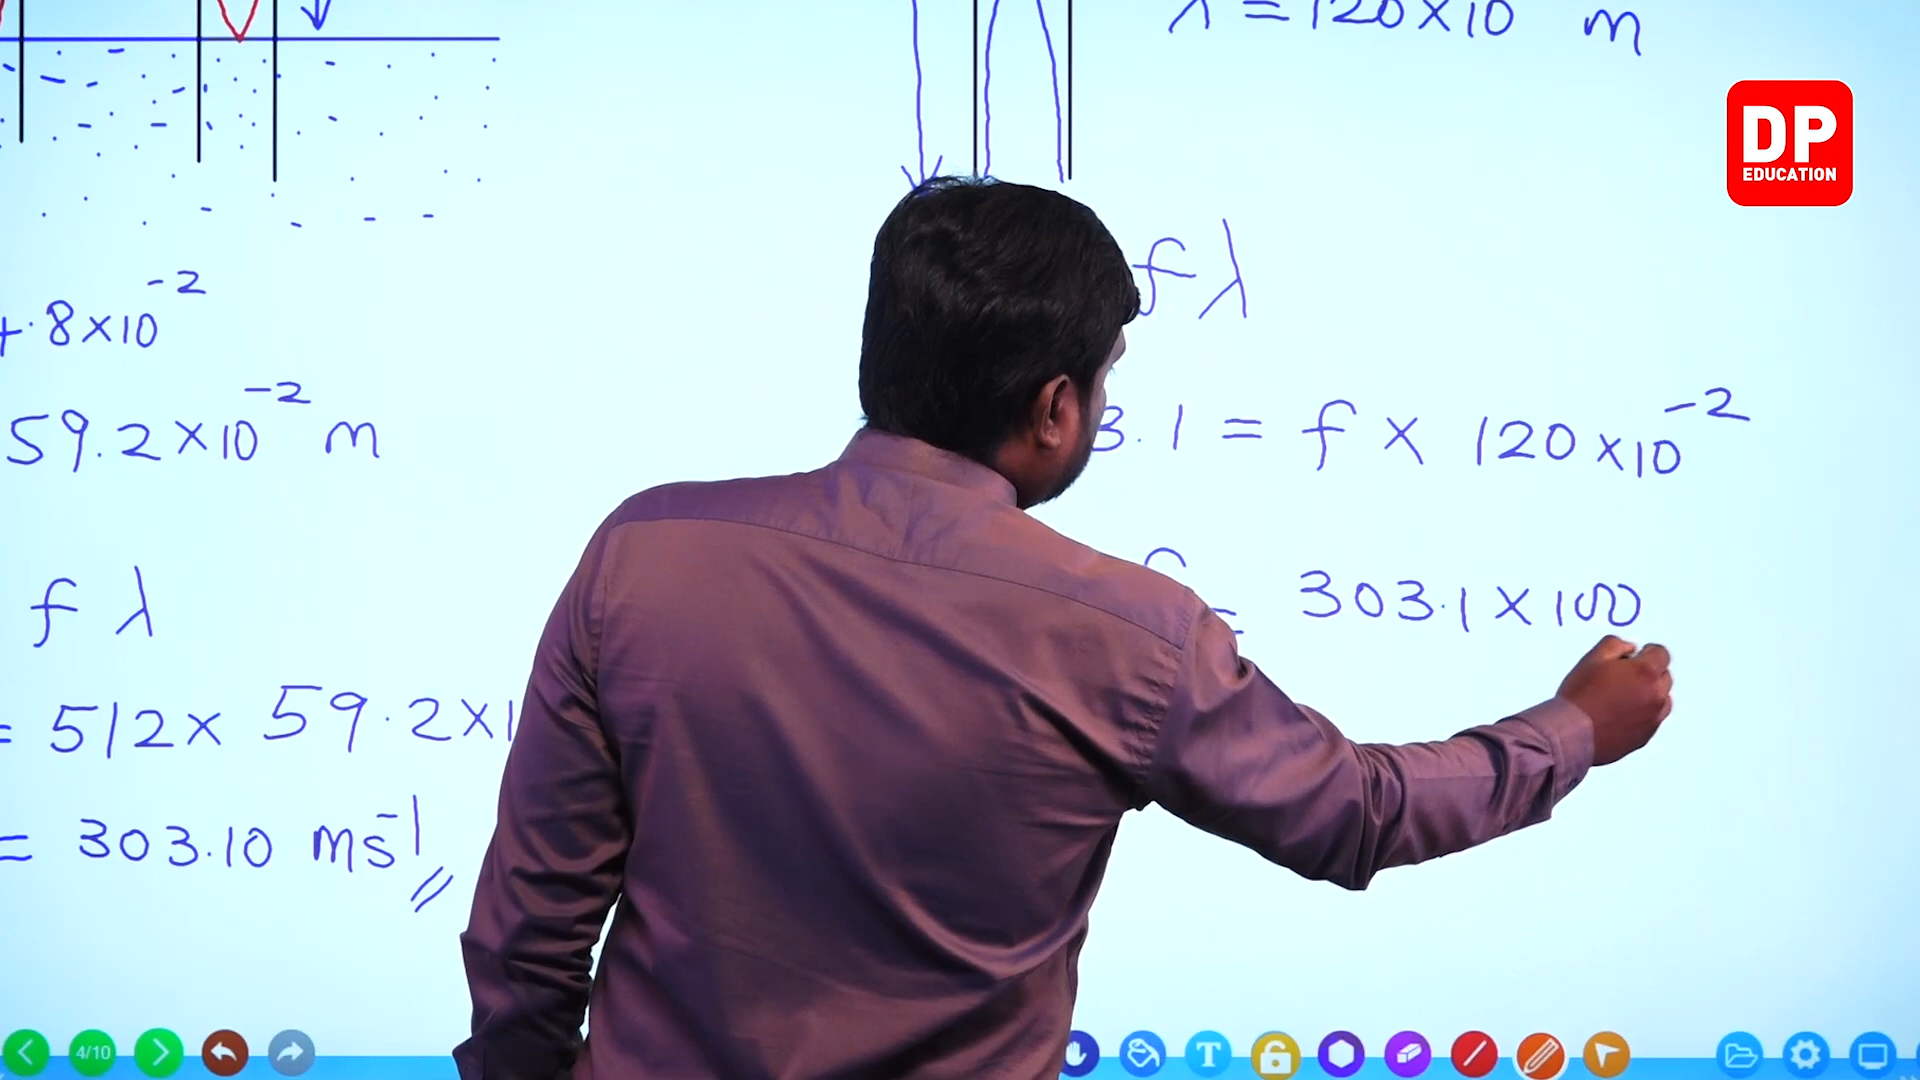 +.8×10⁻²
59.2×10⁻² m
f λ
= 512× 59.2×1
= 303.10 ms⁻¹
λ = 120×10 m
f λ
3.1 = f × 120×10⁻²
= 303.1×100
DP
EDUCATION
4/10
T